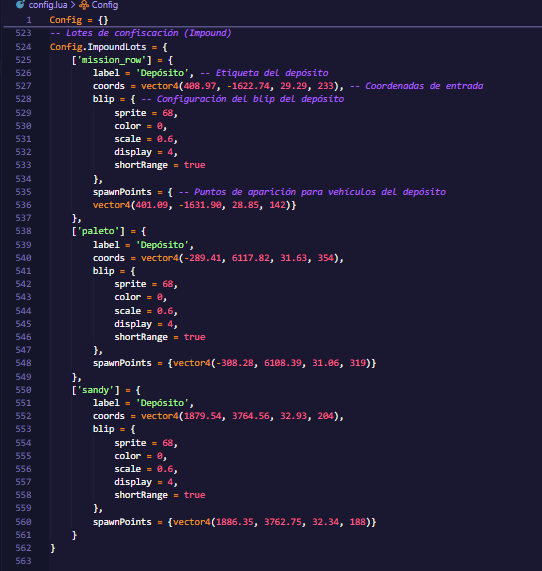 config.lua > Config
1 Config = {}
523 -- Lotes de confiscación (Impound)
524 Config.ImpoundLots = {
525 ['mission_row'] = {
526 label = 'Depósito', -- Etiqueta del depósito
527 coords = vector4(408.97, -1622.74, 29.29, 233), -- Coordenadas de entrada
528 blip = { -- Configuración del blip del depósito
529 sprite = 68,
530 color = 0,
531 scale = 0.6,
532 display = 4,
533 shortRange = true
534 },
535 spawnPoints = { -- Puntos de aparición para vehículos del depósito
536 vector4(401.09, -1631.90, 28.85, 142)}
537 },
538 ['paleto'] = {
539 label = 'Depósito',
540 coords = vector4(-289.41, 6117.82, 31.63, 354),
541 blip = {
542 sprite = 68,
543 color = 0,
544 scale = 0.6,
545 display = 4,
546 shortRange = true
547 },
548 spawnPoints = {vector4(-308.28, 6108.39, 31.06, 319)}
549 },
550 ['sandy'] = {
551 label = 'Depósito',
552 coords = vector4(1879.54, 3764.56, 32.93, 204),
553 blip = {
554 sprite = 68,
555 color = 0,
556 scale = 0.6,
557 display = 4,
558 shortRange = true
559 },
560 spawnPoints = {vector4(1886.35, 3762.75, 32.34, 188)}
561 }
562 }
563